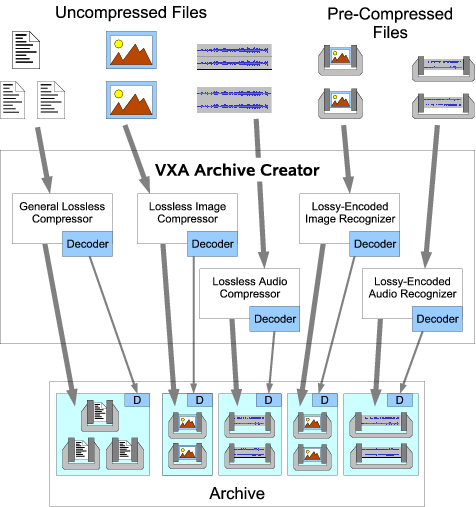 Uncompressed Files
Pre-Compressed
Files
VXA Archive Creator
General Lossless
Compressor
Decoder
Lossless Image
Compressor
Decoder
Lossy-Encoded
Image Recognizer
Decoder
Lossless Audio
Compressor
Decoder
Lossy-Encoded
Audio Recognizer
Decoder
D
D
D
D
D
Archive